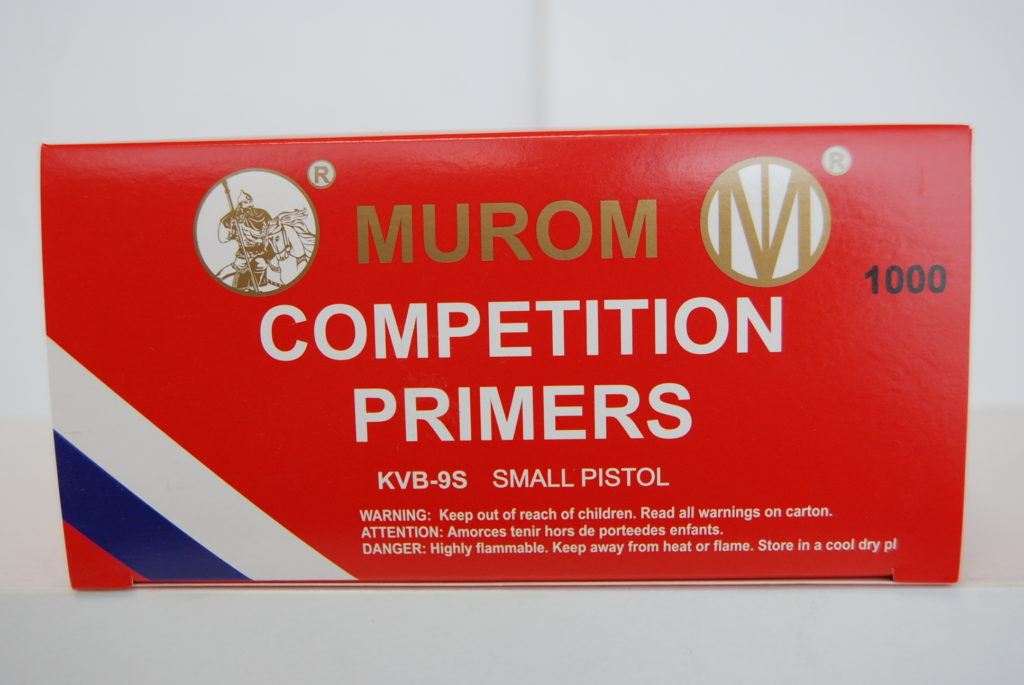 ®
MUROM
M
®
1000
COMPETITION
PRIMERS
KVB-9S SMALL PISTOL
WARNING: Keep out of reach of children. Read all warnings on carton.
ATTENTION: Amorces tenir hors de porteedes enfants.
DANGER: Highly flammable. Keep away from heat or flame. Store in a cool dry pl